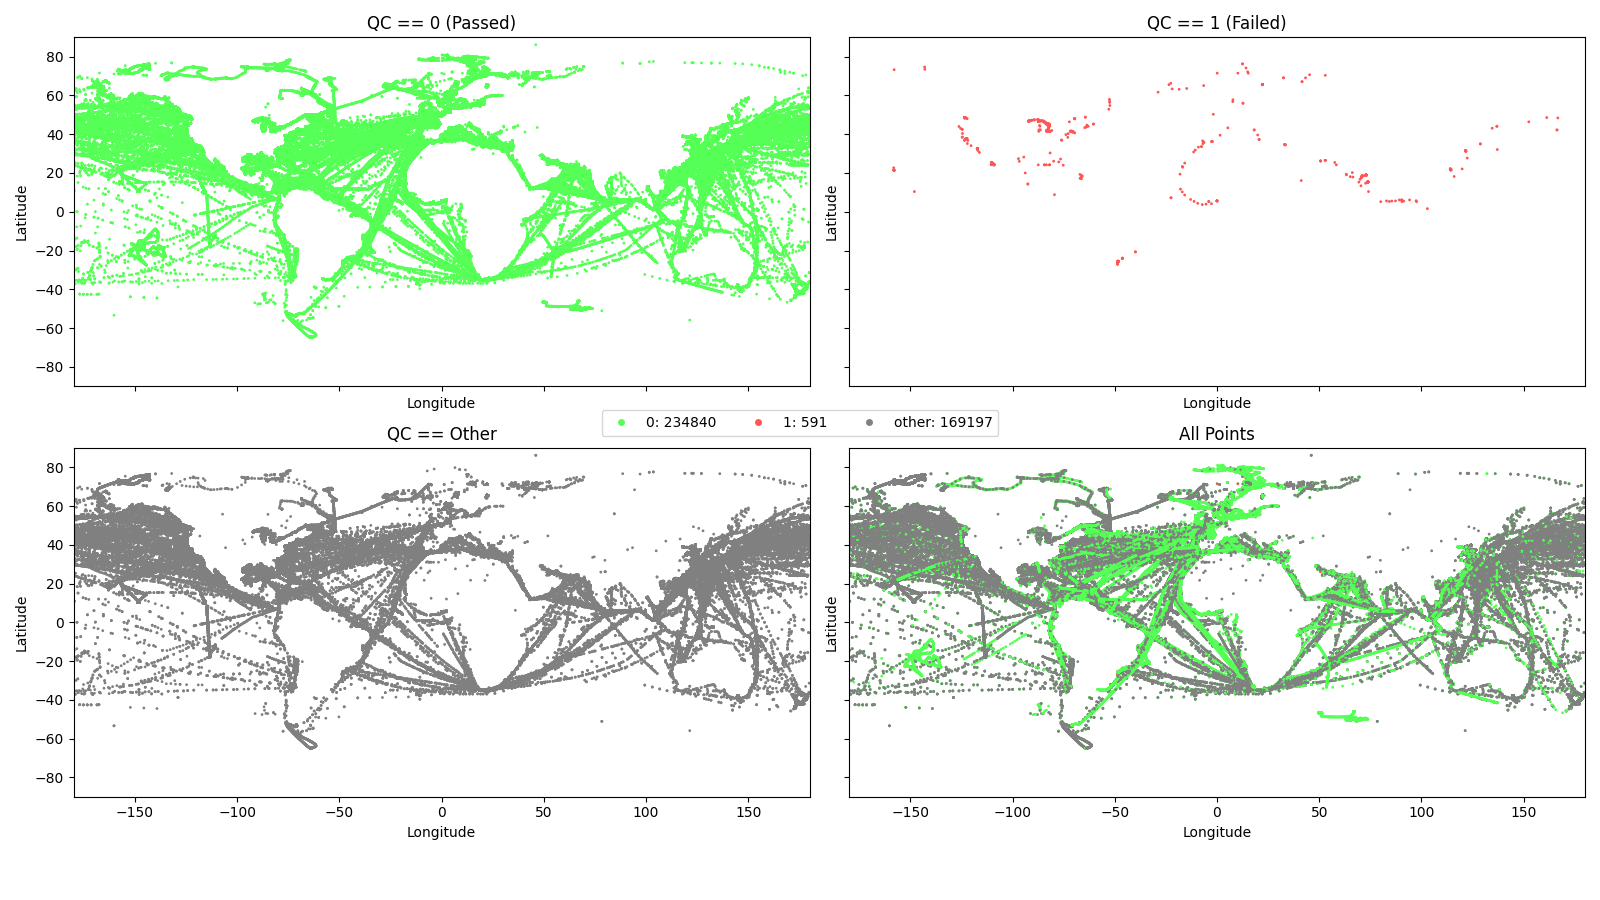 QC == 0 (Passed)
QC == 1 (Failed)
80
60
40
20
0
−20
−40
−60
−80
Latitude
Latitude
Longitude
Longitude
0: 234840
1: 591
other: 169197
QC == Other
All Points
80
60
40
20
0
−20
−40
−60
−80
Latitude
Latitude
−150
−100
−50
0
50
100
150
−150
−100
−50
0
50
100
150
Longitude
Longitude